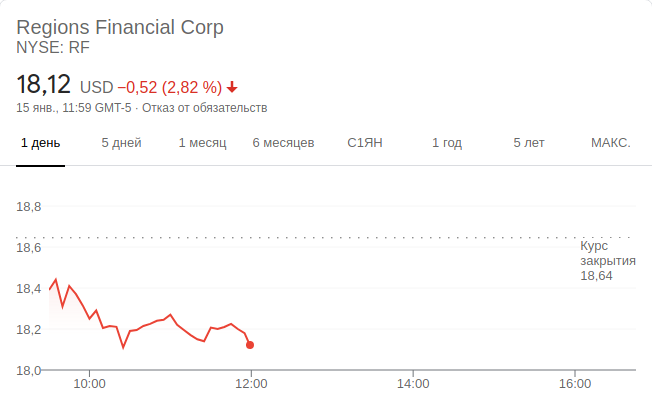 Regions Financial Corp
NYSE: RF
18,12 USD −0,52 (2,82 %)
15 янв., 11:59 GMT-5 · Отказ от обязательств
1 день 5 дней 1 месяц 6 месяцев С1ЯН 1 год 5 лет МАКС.
18,8
18,6
Курс
закрытия
18,64
18,4
18,2
18,0
10:00 12:00 14:00 16:00